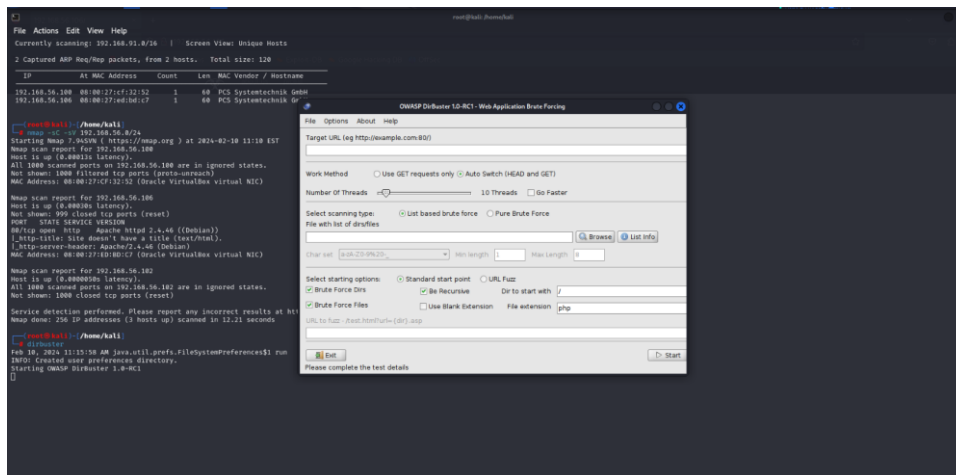 root@kali: /home/kali
File Actions Edit View Help
Currently scanning: 192.168.91.0/16 | Screen View: Unique Hosts
2 Captured ARP Req/Rep packets, from 2 hosts. Total size: 120
IP At MAC Address Count Len MAC Vendor / Hostname
192.168.56.100 08:00:27:cf:32:52 1 60 PCS Systemtechnik GmbH
192.168.56.106 08:00:27:ed:bd:c7 1 60 PCS Systemtechnik
(root@kali)-[/home/kali]
# nmap -sC -sV 192.168.56.0/24
Starting Nmap 7.94SVN ( https://nmap.org ) at 2024-02-10 11:10 EST
Nmap scan report for 192.168.56.100
Host is up (0.00013s latency).
All 1000 scanned ports on 192.168.56.100 are in ignored states.
Not shown: 1000 filtered tcp ports (proto-unreach)
MAC Address: 08:00:27:CF:32:52 (Oracle VirtualBox virtual NIC)
Nmap scan report for 192.168.56.106
Host is up (0.00030s latency).
Not shown: 999 closed tcp ports (reset)
PORT STATE SERVICE VERSION
80/tcp open http Apache httpd 2.4.46 ((Debian))
|_http-title: Site doesn't have a title (text/html).
|_http-server-header: Apache/2.4.46 (Debian)
MAC Address: 08:00:27:ED:BD:C7 (Oracle VirtualBox virtual NIC)
Nmap scan report for 192.168.56.102
Host is up (0.0000050s latency).
All 1000 scanned ports on 192.168.56.102 are in ignored states.
Not shown: 1000 closed tcp ports (reset)
Service detection performed. Please report any incorrect results at
Nmap done: 256 IP addresses (3 hosts up) scanned in 12.21 seconds
(root@kali)-[/home/kali]
# dirbuster
Feb 10, 2024 11:15:58 AM java.util.prefs.FileSystemPreferences$1 run
INFO: Created user preferences directory.
Starting OWASP DirBuster 1.0-RC1
OWASP DirBuster 1.0-RC1 - Web Application Brute Forcing
File Options About Help
Target URL (eg http://example.com:80/)
Work Method Use GET requests only Auto Switch (HEAD and GET)
Number Of Threads 10 Threads Go Faster
Select scanning type: List based brute force Pure Brute Force
File with list of dirs/files
Browse List Info
Char set Min length 1 Max Length 8
Select starting options: Standard start point URL Fuzz
Brute Force Dirs Be Recursive Dir to start with /
Brute Force Files Use Blank Extension File extension php
URL to fuzz - /test.html?url={dir}.asp
Exit Start
Please complete the test details